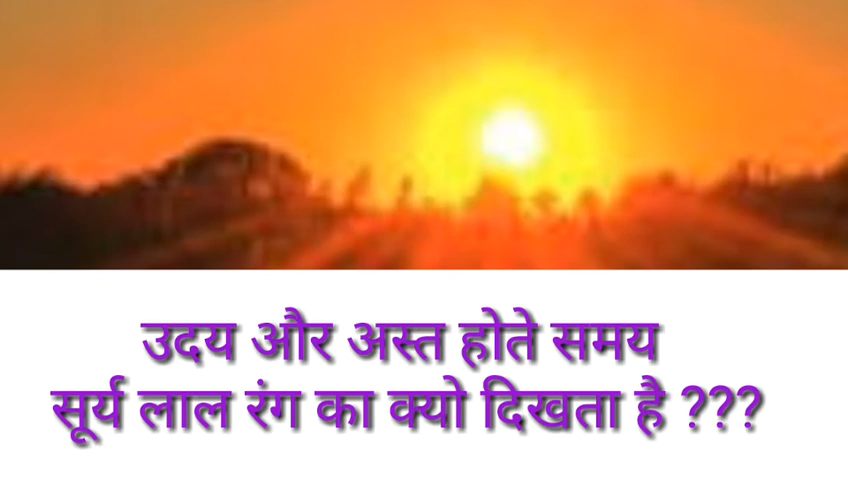 उदय और अस्त होते समय
सूर्य लाल रंग का क्यो दिखता है ???